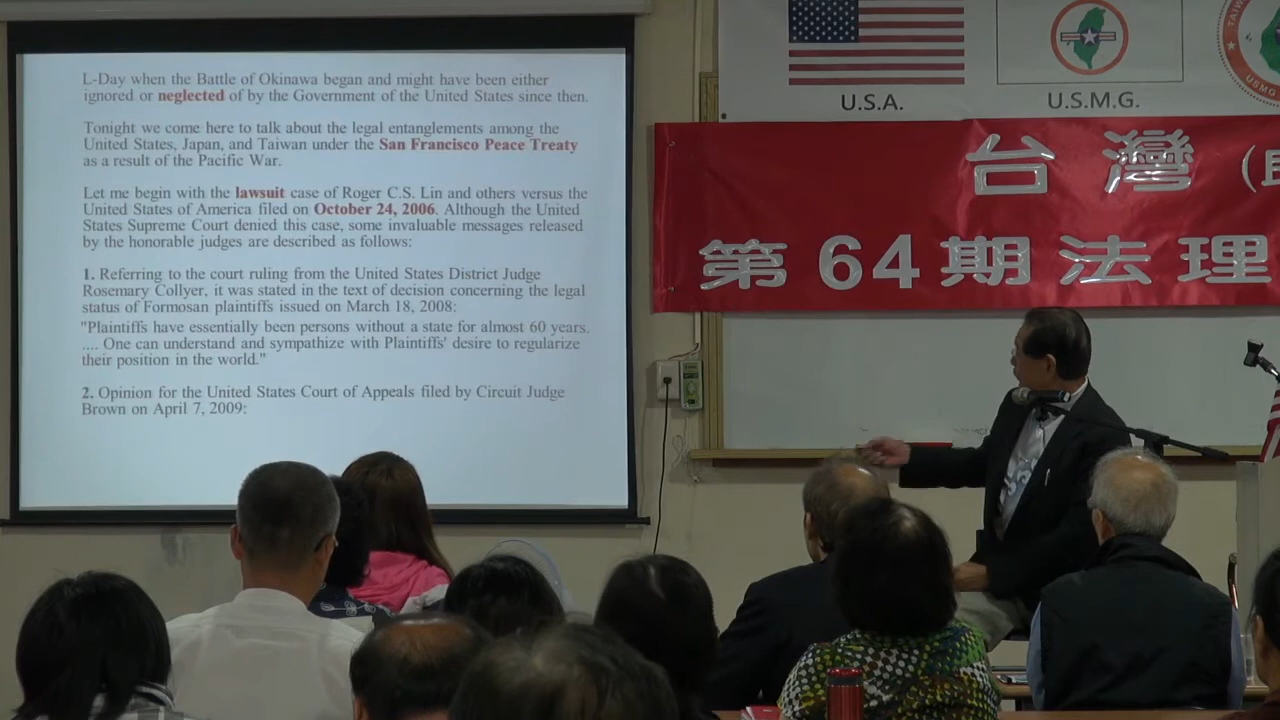 L-Day when the Battle of Okinawa began and might have been either
ignored or neglected of by the Government of the United States since then.
Tonight we come here to talk about the legal entanglements among the
United States, Japan, and Taiwan under the San Francisco Peace Treaty
as a result of the Pacific War.
Let me begin with the lawsuit case of Roger C.S. Lin and others versus the
United States of America filed on October 24, 2006. Although the United
States Supreme Court denied this case, some invaluable messages released
by the honorable judges are described as follows:
1. Referring to the court ruling from the United States District Judge
Rosemary Collyer, it was stated in the text of decision concerning the legal
status of Formosan plaintiffs issued on March 18, 2008:
"Plaintiffs have essentially been persons without a state for almost 60 years.
.... One can understand and sympathize with Plaintiffs' desire to regularize
their position in the world."
2. Opinion for the United States Court of Appeals filed by Circuit Judge
Brown on April 7, 2009:
U.S.A.
U.S.M.G.
台灣
第64期法理